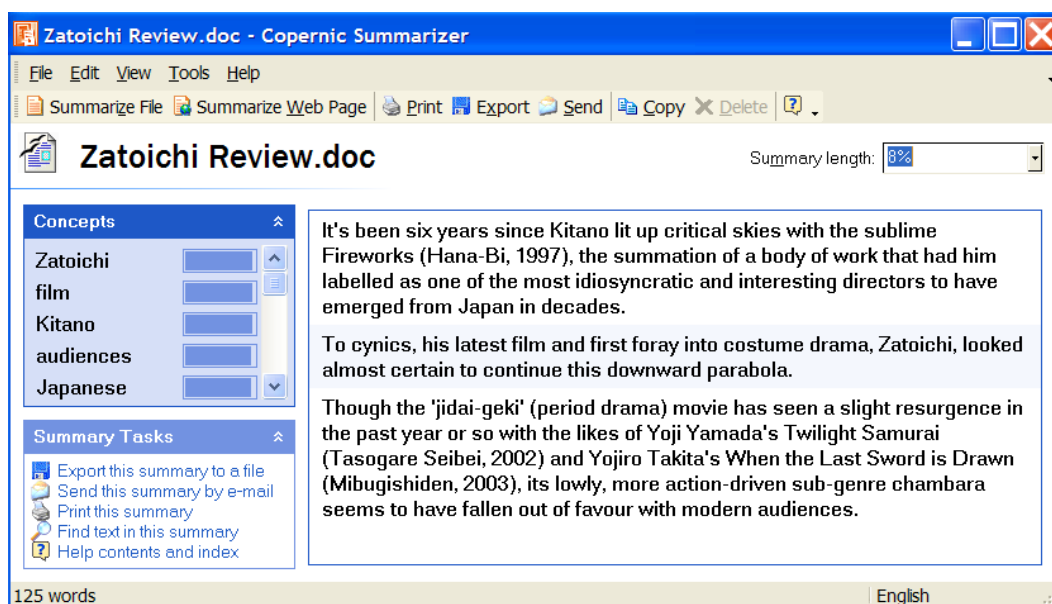 Zatoichi Review.doc - Copernic Summarizer
File Edit View Tools Help
Summarize File Summarize Web Page Print Export Send Copy Delete
Zatoichi Review.doc
Summary length: 8%
Concepts
Zatoichi
film
Kitano
audiences
Japanese
Summary Tasks
Export this summary to a file
Send this summary by e-mail
Print this summary
Find text in this summary
Help contents and index
It's been six years since Kitano lit up critical skies with the sublime
Fireworks (Hana-Bi, 1997), the summation of a body of work that had him
labelled as one of the most idiosyncratic and interesting directors to have
emerged from Japan in decades.
To cynics, his latest film and first foray into costume drama, Zatoichi, looked
almost certain to continue this downward parabola.
Though the 'jidai-geki' (period drama) movie has seen a slight resurgence in
the past year or so with the likes of Yoji Yamada's Twilight Samurai
(Tasogare Seibei, 2002) and Yojiro Takita's When the Last Sword is Drawn
(Mibugishiden, 2003), its lowly, more action-driven sub-genre chambara
seems to have fallen out of favour with modern audiences.
125 words
English